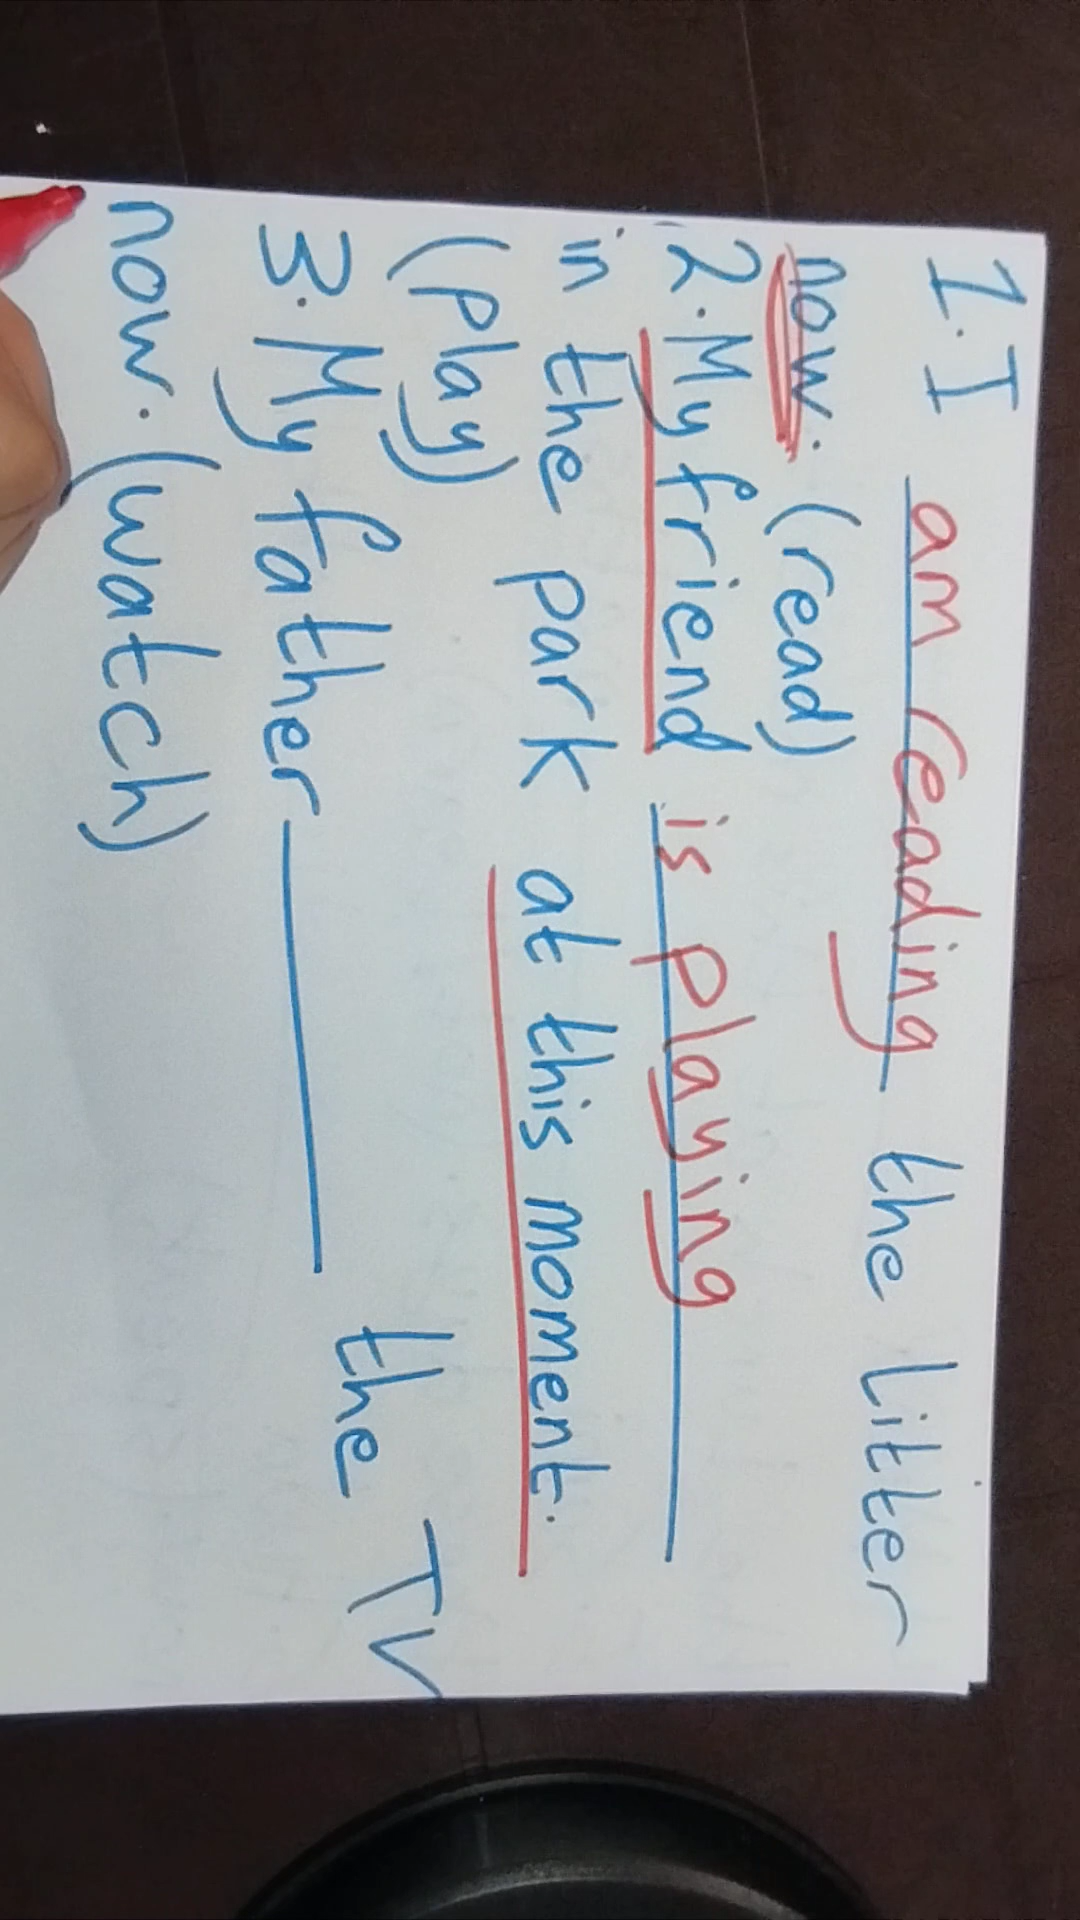 1. I am reading the Litter
now. (read)
2. My friend is playing
in the park at this moment.
(play)
3. My father the TV
now. (watch)